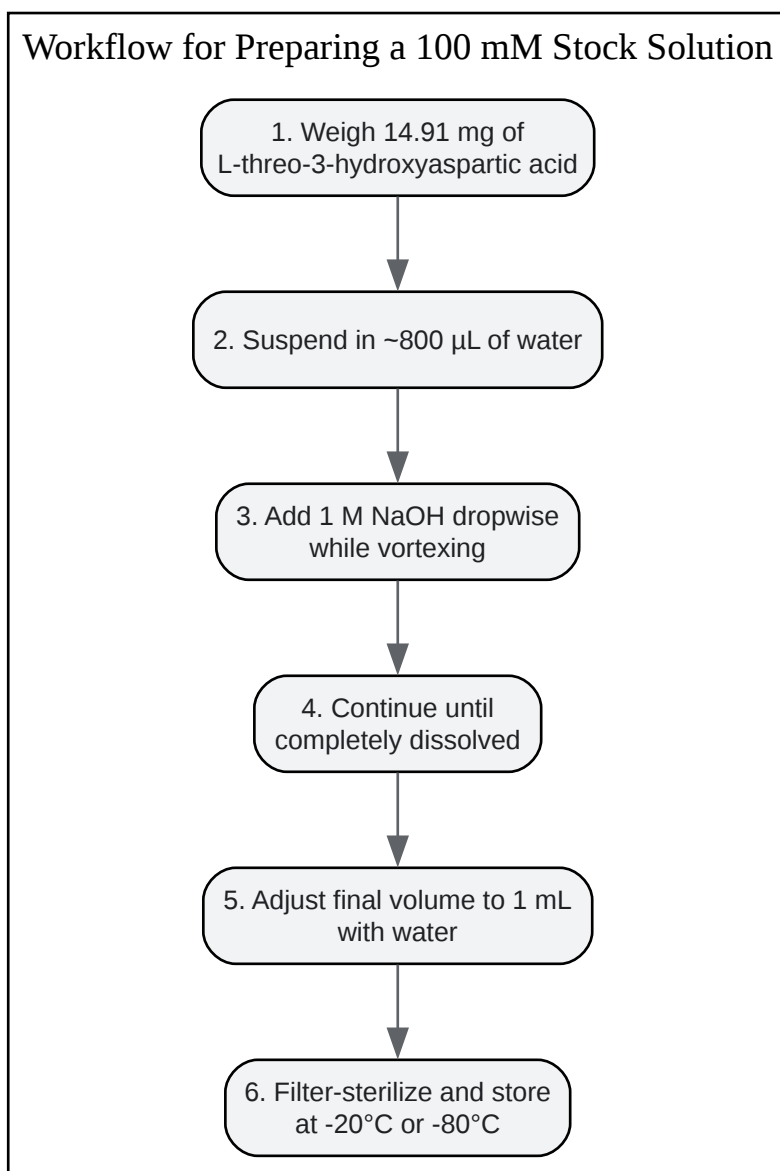 Workflow for Preparing a 100 mM Stock Solution
1. Weigh 14.91 mg of
L-threo-3-hydroxyaspartic acid
2. Suspend in ~800 µL of water
3. Add 1 M NaOH dropwise
while vortexing
4. Continue until
completely dissolved
5. Adjust final volume to 1 mL
with water
6. Filter-sterilize and store
at -20°C or -80°C